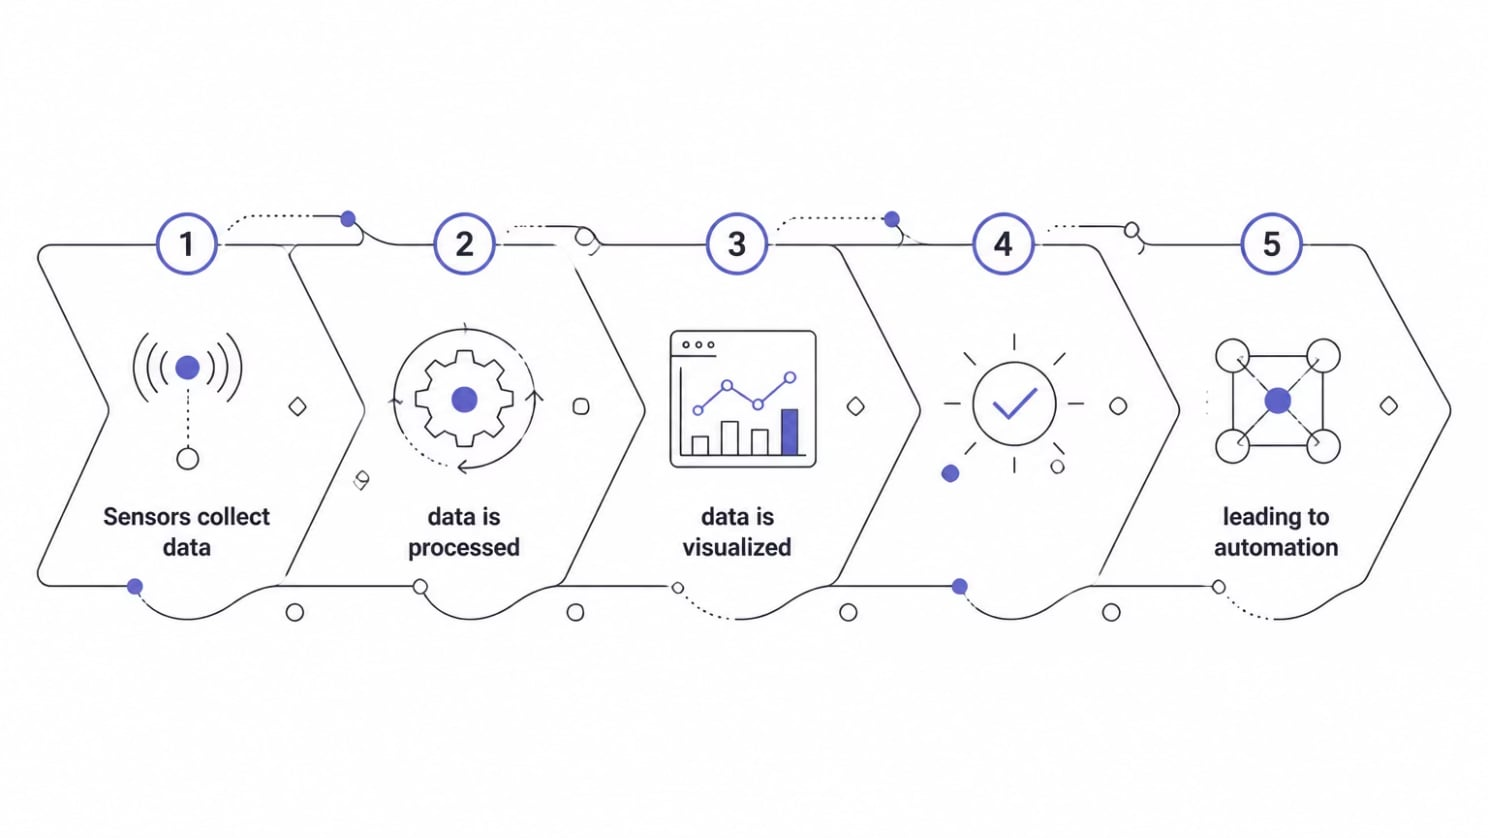 1
2
3
4
5
Sensors collect
data
data is
processed
data is
visualized
leading to
automation